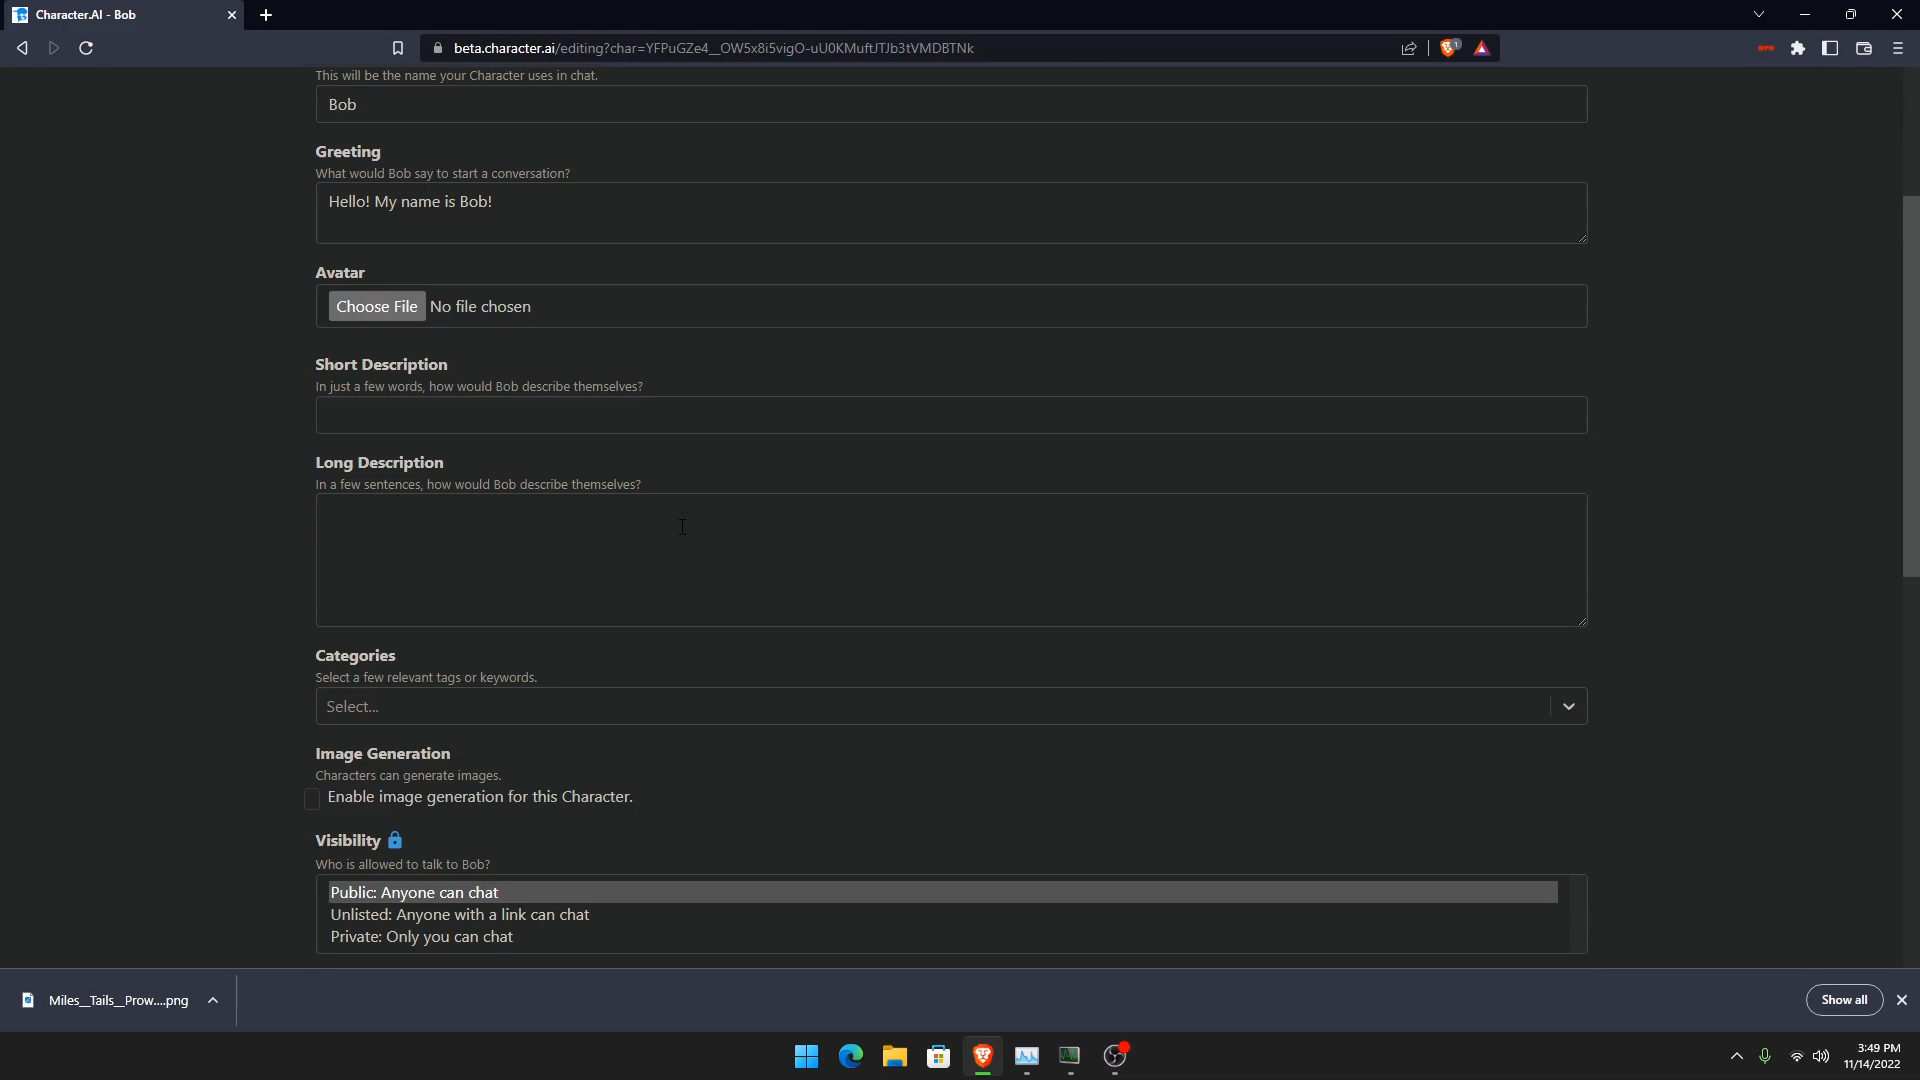 Character.AI - Bob
beta.character.ai/editing?char=YFPuGZe4__OW5x8i5vigO-uU0KMuftJTJb3tVMDBTNk
1
This will be the name your Character uses in chat.
Bob
Greeting
What would Bob say to start a conversation?
Hello! My name is Bob!
Avatar
Choose File No file chosen
Short Description
In just a few words, how would Bob describe themselves?
Long Description
In a few sentences, how would Bob describe themselves?
Categories
Select a few relevant tags or keywords.
Select...
Image Generation
Characters can generate images.
Enable image generation for this Character.
Visibility
Who is allowed to talk to Bob?
Public: Anyone can chat
Unlisted: Anyone with a link can chat
Private: Only you can chat
Miles__Tails__Prow....png
Show all
3:49 PM
11/14/2022